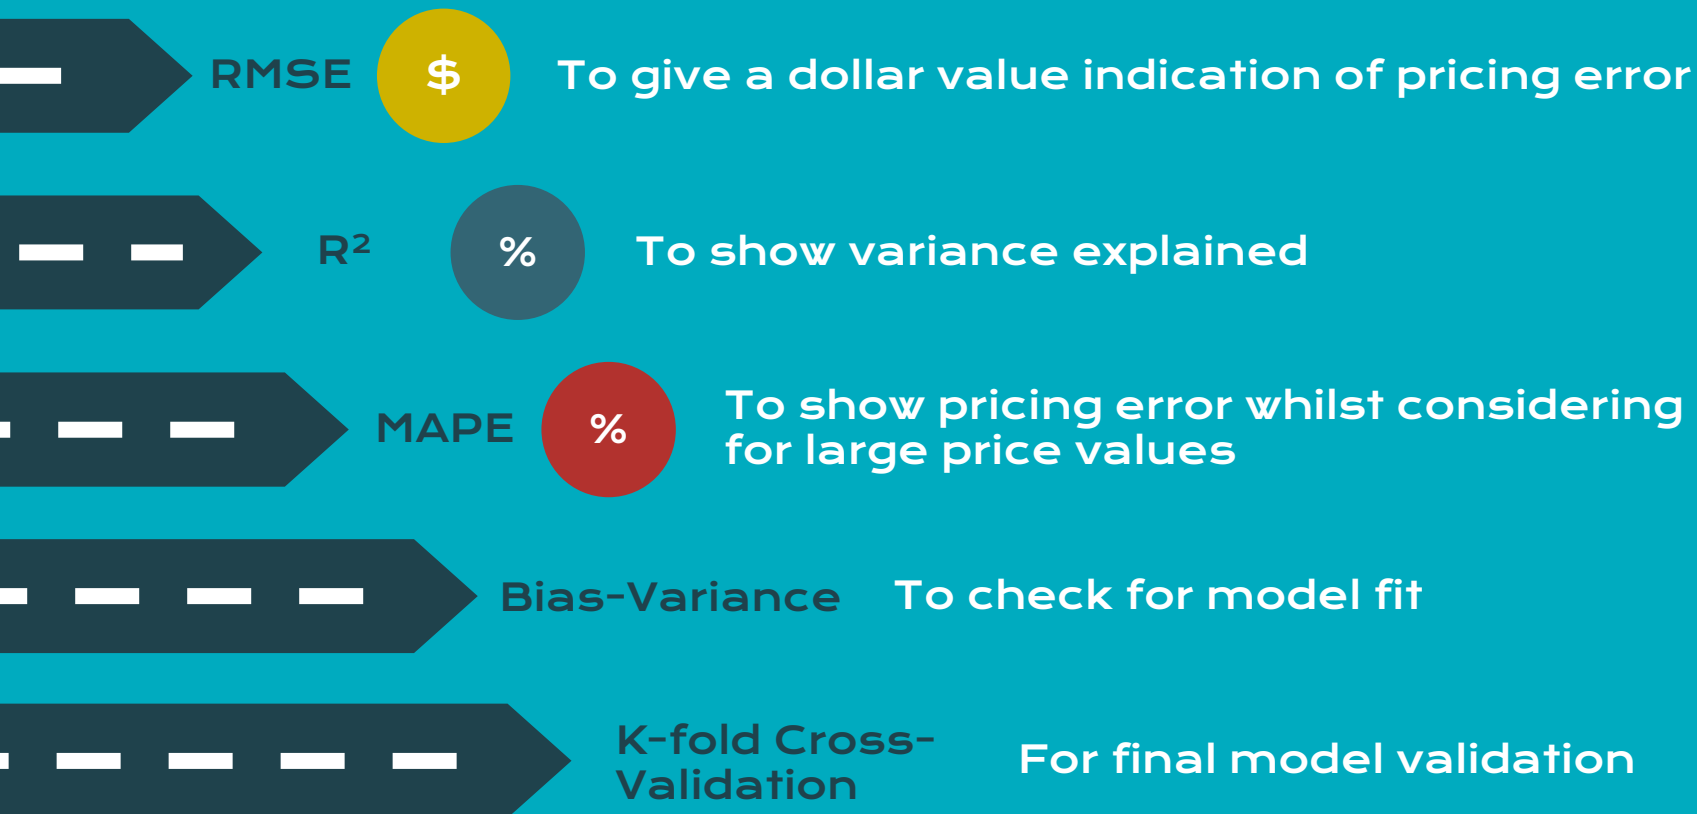 RMSE $ To give a dollar value indication of pricing error
R² % To show variance explained
MAPE % To show pricing error whilst considering
for large price values
Bias-Variance To check for model fit
K-fold Cross-
Validation
For final model validation